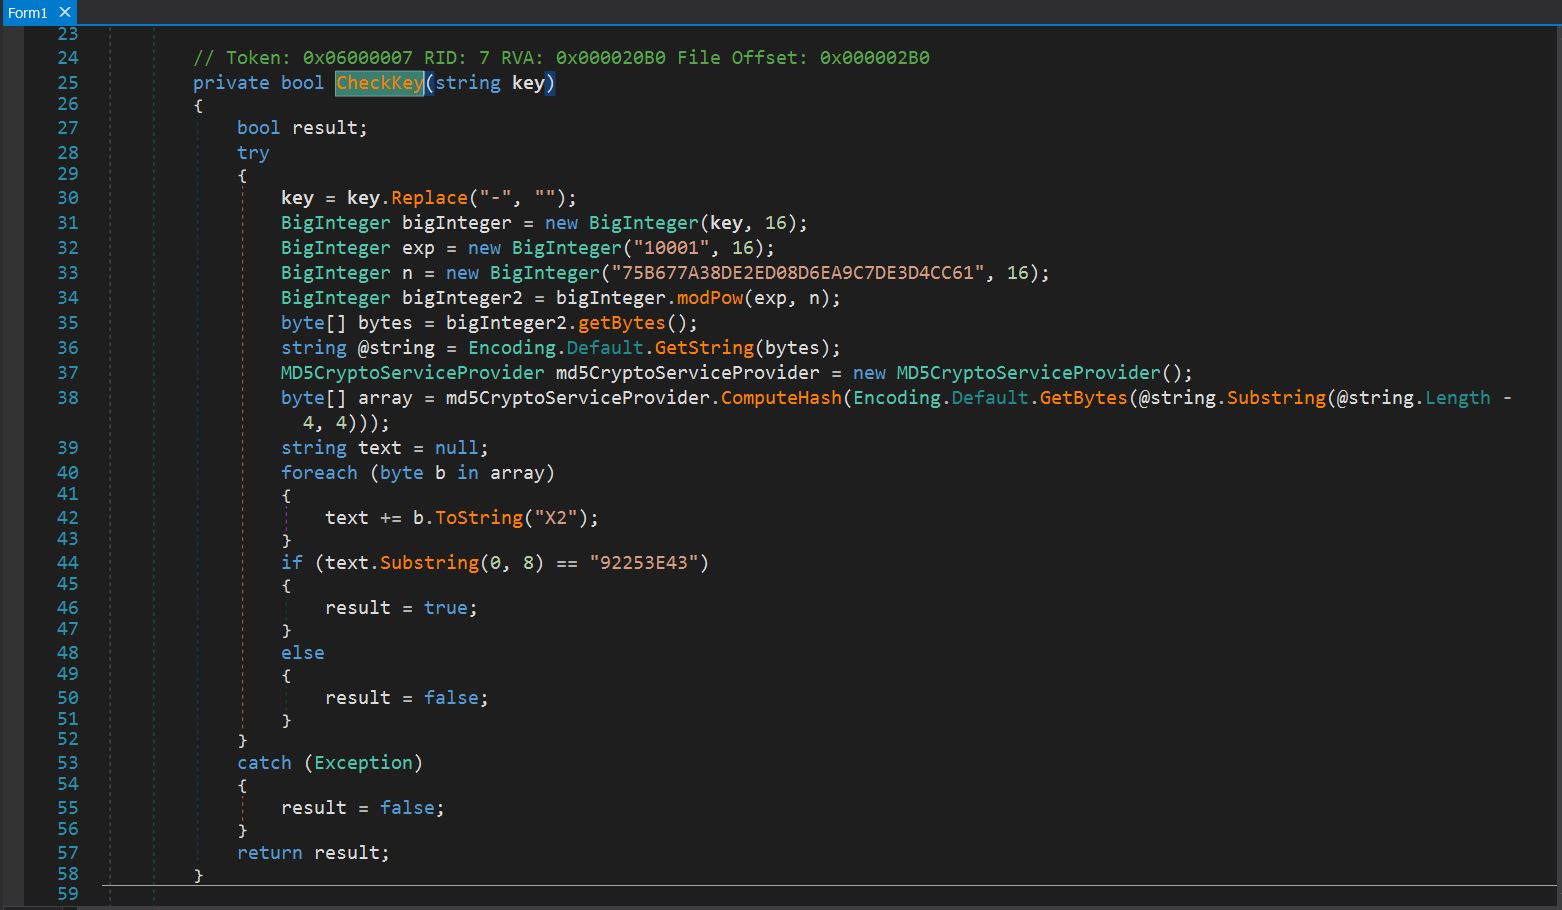 Form1 ×
23
24 // Token: 0x06000007 RID: 7 RVA: 0x000020B0 File Offset: 0x000002B0
25 private bool CheckKey(string key)
26 {
27 bool result;
28 try
29 {
30 key = key.Replace("-", "");
31 BigInteger bigInteger = new BigInteger(key, 16);
32 BigInteger exp = new BigInteger("10001", 16);
33 BigInteger n = new BigInteger("75B677A38DE2ED08D6EA9C7DE3D4CC61", 16);
34 BigInteger bigInteger2 = bigInteger.modPow(exp, n);
35 byte[] bytes = bigInteger2.getBytes();
36 string @string = Encoding.Default.GetString(bytes);
37 MD5CryptoServiceProvider md5CryptoServiceProvider = new MD5CryptoServiceProvider();
38 byte[] array = md5CryptoServiceProvider.ComputeHash(Encoding.Default.GetBytes(@string.Substring(@string.Length -
4, 4)));
39 string text = null;
40 foreach (byte b in array)
41 {
42 text += b.ToString("X2");
43 }
44 if (text.Substring(0, 8) == "92253E43")
45 {
46 result = true;
47 }
48 else
49 {
50 result = false;
51 }
52 }
53 catch (Exception)
54 {
55 result = false;
56 }
57 return result;
58 }
59